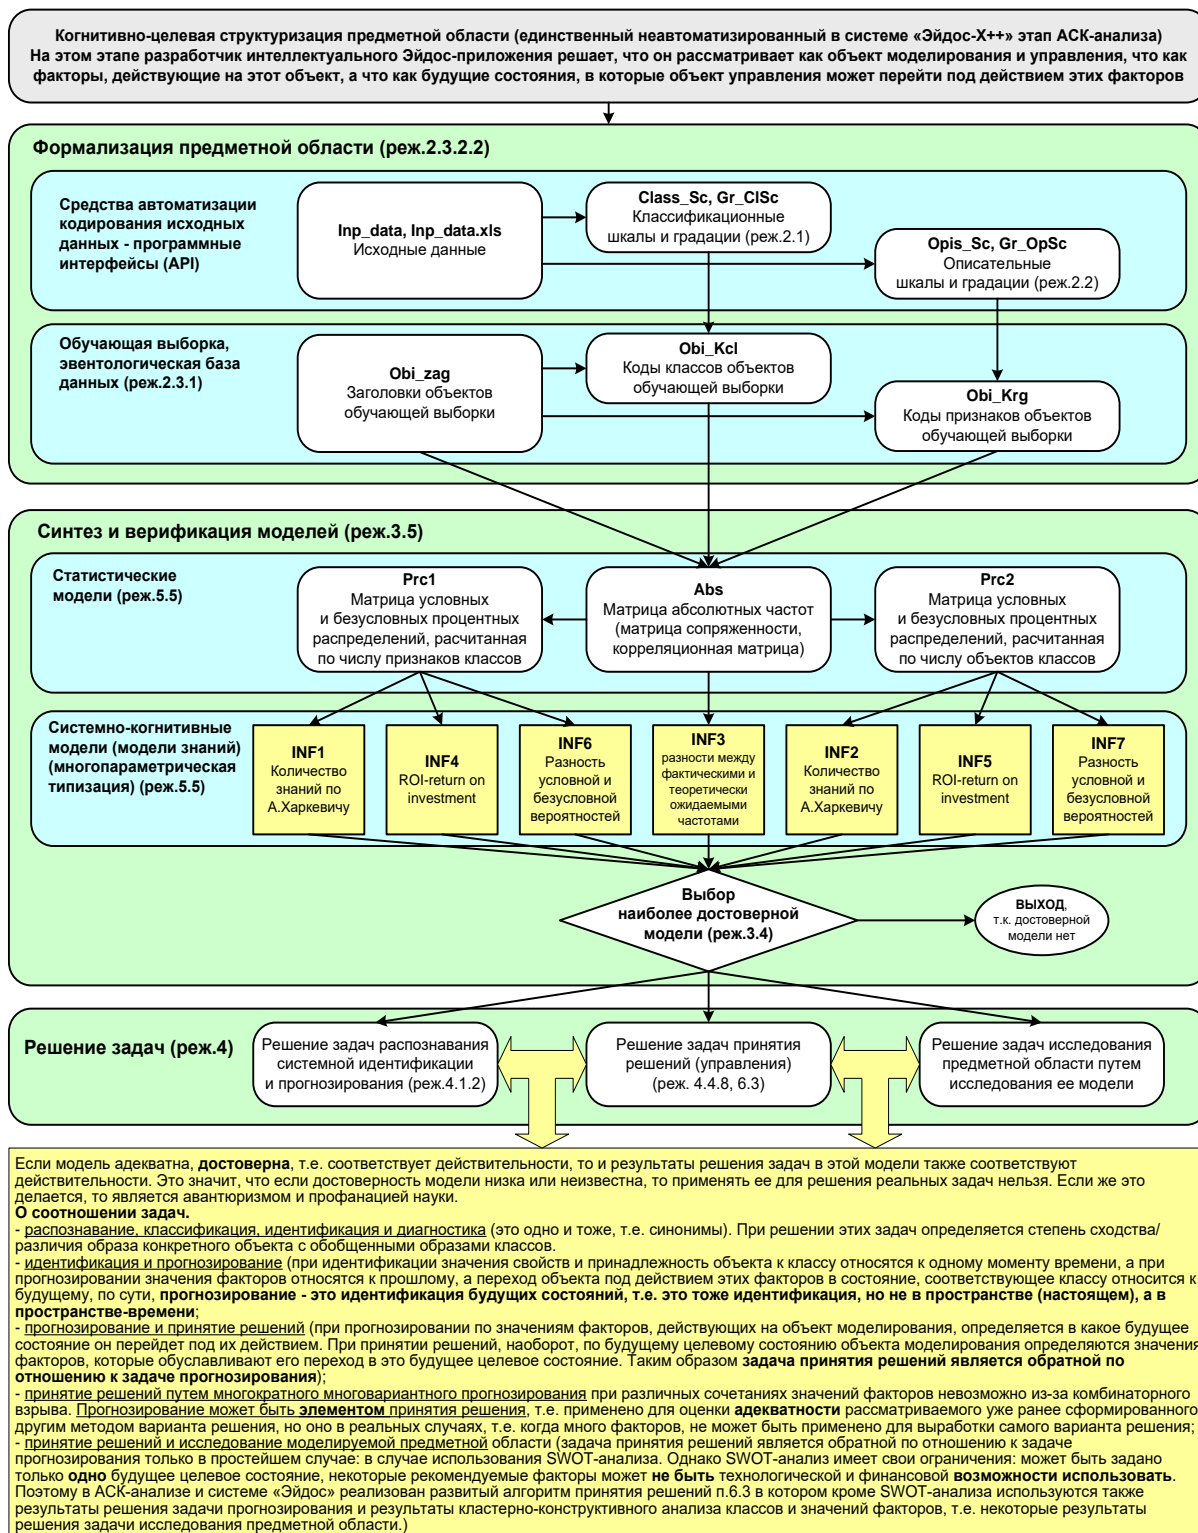 Когнитивно-целевая структуризация предметной области (единственный неавтоматизированный в системе «Эйдос-Х++» этап АСК-анализа)
На этом этапе разработчик интеллектуального Эйдос-приложения решает, что он рассматривает как объект моделирования и управления, что как
факторы, действующие на этот объект, а что как будущие состояния, в которые объект управления может перейти под действием этих факторов
Формализация предметной области (реж.2.3.2.2)
Средства автоматизации
кодирования исходных
данных - программные
интерфейсы (API)
Inp_data, Inp_data.xls
Исходные данные
Class_Sc, Gr_ClSc
Классификационные
шкалы и градации (реж.2.1)
Opis_Sc, Gr_OpSc
Описательные
шкалы и градации (реж.2.2)
Обучающая выборка,
эвентологическая база
данных (реж.2.3.1)
Obi_zag
Заголовки объектов
обучающей выборки
Obi_Kcl
Коды классов объектов
обучающей выборки
Obi_Krg
Коды признаков объектов
обучающей выборки
Синтез и верификация моделей (реж.3.5)
Статистические
модели (реж.5.5)
Prc1
Матрица условных
и безусловных процентных
распределений, расчитанная
по числу признаков классов
Abs
Матрица абсолютных частот
(матрица сопряженности,
корреляционная матрица)
Prc2
Матрица условных
и безусловных процентных
распределений, расчитанная
по числу объектов классов
Системно-когнитивные
модели (модели знаний)
(многопараметрическая
типизация) (реж.5.5)
INF1
Количество
знаний по
А.Харкевичу
INF4
ROI-return on
investment
INF6
Разность
условной и
безусловной
вероятностей
INF3
разности между
фактическими и
теоретически
ожидаемыми
частотами
INF2
Количество
знаний по
А.Харкевичу
INF5
ROI-return on
investment
INF7
Разность
условной и
безусловной
вероятностей
Выбор
наиболее достоверной
модели (реж.3.4)
ВЫХОД,
т.к. достоверной
модели нет
Решение задач (реж.4)
Решение задач распознавания
системной идентификации
и прогнозирования (реж.4.1.2)
Решение задач принятия
решений (управления)
(реж. 4.4.8, 6.3)
Решение задач исследования
предметной области путем
исследования ее модели
Если модель адекватна, достоверна, т.е. соответствует действительности, то и результаты решения задач в этой модели также соответствуют
действительности. Это значит, что если достоверность модели низка или неизвестна, то применять ее для решения реальных задач нельзя. Если же это
делается, то является авантюризмом и профанацией науки.
О соотношении задач.
- распознавание, классификация, идентификация и диагностика (это одно и тоже, т.е. синонимы). При решении этих задач определяется степень сходства/
различия образа конкретного объекта с обобщенными образами классов.
- идентификация и прогнозирование (при идентификации значения свойств и принадлежность объекта к классу относятся к одному моменту времени, а при
прогнозировании значения факторов относятся к прошлому, а переход объекта под действием этих факторов в состояние, соответствующее классу относится к
будущему, по сути, прогнозирование - это идентификация будущих состояний, т.е. это тоже идентификация, но не в пространстве (настоящем), а в
пространстве-времени;
- прогнозирование и принятие решений (при прогнозировании по значениям факторов, действующих на объект моделирования, определяется в какое будущее
состояние он перейдет под их действием. При принятии решений, наоборот, по будущему целевому состоянию объекта моделирования определяются значения
факторов, которые обуславливают его переход в это будущее целевое состояние. Таким образом задача принятия решений является обратной по
отношению к задаче прогнозирования);
- принятие решений путем многократного многовариантного прогнозирования при различных сочетаниях значений факторов невозможно из-за комбинаторного
взрыва. Прогнозирование может быть элементом принятия решения, т.е. применено для оценки адекватности рассматриваемого уже ранее сформированного
другим методом варианта решения, но оно в реальных случаях, т.е. когда много факторов, не может быть применено для выработки самого варианта решения;
- принятие решений и исследование моделируемой предметной области (задача принятия решений является обратной по отношению к задаче
прогнозирования только в простейшем случае: в случае использования SWOT-анализа. Однако SWOT-анализ имеет свои ограничения: может быть задано
только одно будущее целевое состояние, некоторые рекомендуемые факторы может не быть технологической и финансовой возможности использовать.
Поэтому в АСК-анализе и системе «Эйдос» реализован развитый алгоритм принятия решений п.6.3 в котором кроме SWOT-анализа используются также
результаты решения задачи прогнозирования и результаты кластерно-конструктивного анализа классов и значений факторов, т.е. некоторые результаты
решения задачи исследования предметной области.)